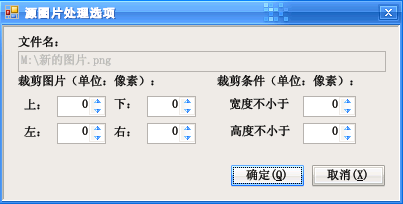 源图片处理选项
文件名：
M:\新的图片.png
裁剪图片（单位：像素）： 裁剪条件（单位：像素）：
上： 0 下： 0 宽度不小于 0
左： 0 右： 0 高度不小于 0
确定(Q) 取消(X)